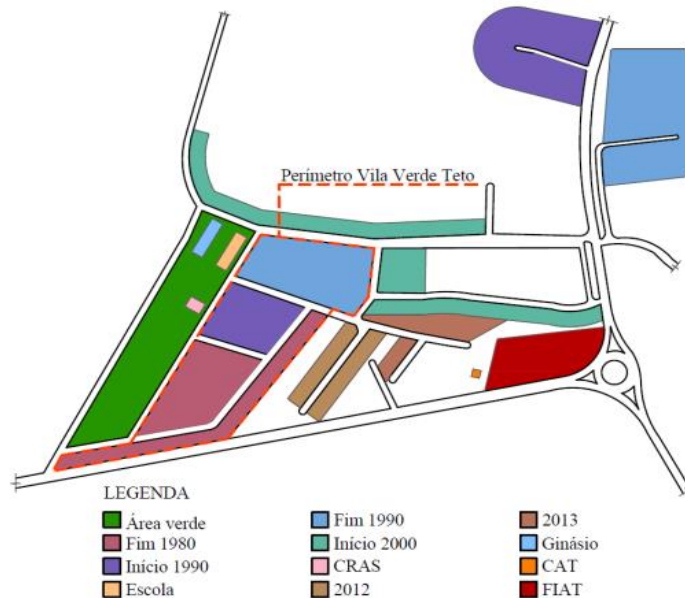 Perímetro Vila Verde Teto
LEGENDA
Área verde
Fim 1980
Início 1990
Escola
Fim 1990
Início 2000
CRAS
2012
2013
Ginásio
CAT
FIAT